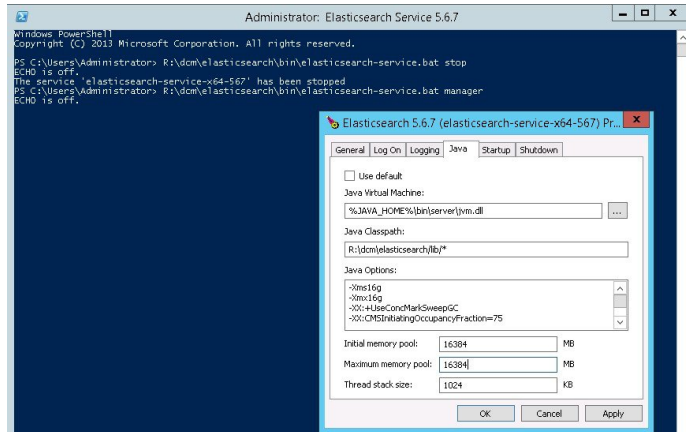 Administrator: Elasticsearch Service 5.6.7
Windows PowerShell
Copyright (C) 2013 Microsoft Corporation. All rights reserved.
PS C:\Users\Administrator> R:\dcm\elasticsearch\bin\elasticsearch-service.bat stop
ECHO is off.
The service 'elasticsearch-service-x64-567' has been stopped
PS C:\Users\Administrator> R:\dcm\elasticsearch\bin\elasticsearch-service.bat manager
ECHO is off.
Elasticsearch 5.6.7 (elasticsearch-service-x64-567) Pr...
General Log On Logging Java Startup Shutdown
Use default
Java Virtual Machine:
%JAVA_HOME%\bin\server\jvm.dll ...
Java Classpath:
R:\dcm\elasticsearch/lib/*
Java Options:
-Xms16g
-Xmx16g
-XX:+UseConcMarkSweepGC
-XX:CMSInitiatingOccupancyFraction=75
Initial memory pool: 16384 MB
Maximum memory pool: 16384 MB
Thread stack size: 1024 KB
OK Cancel Apply